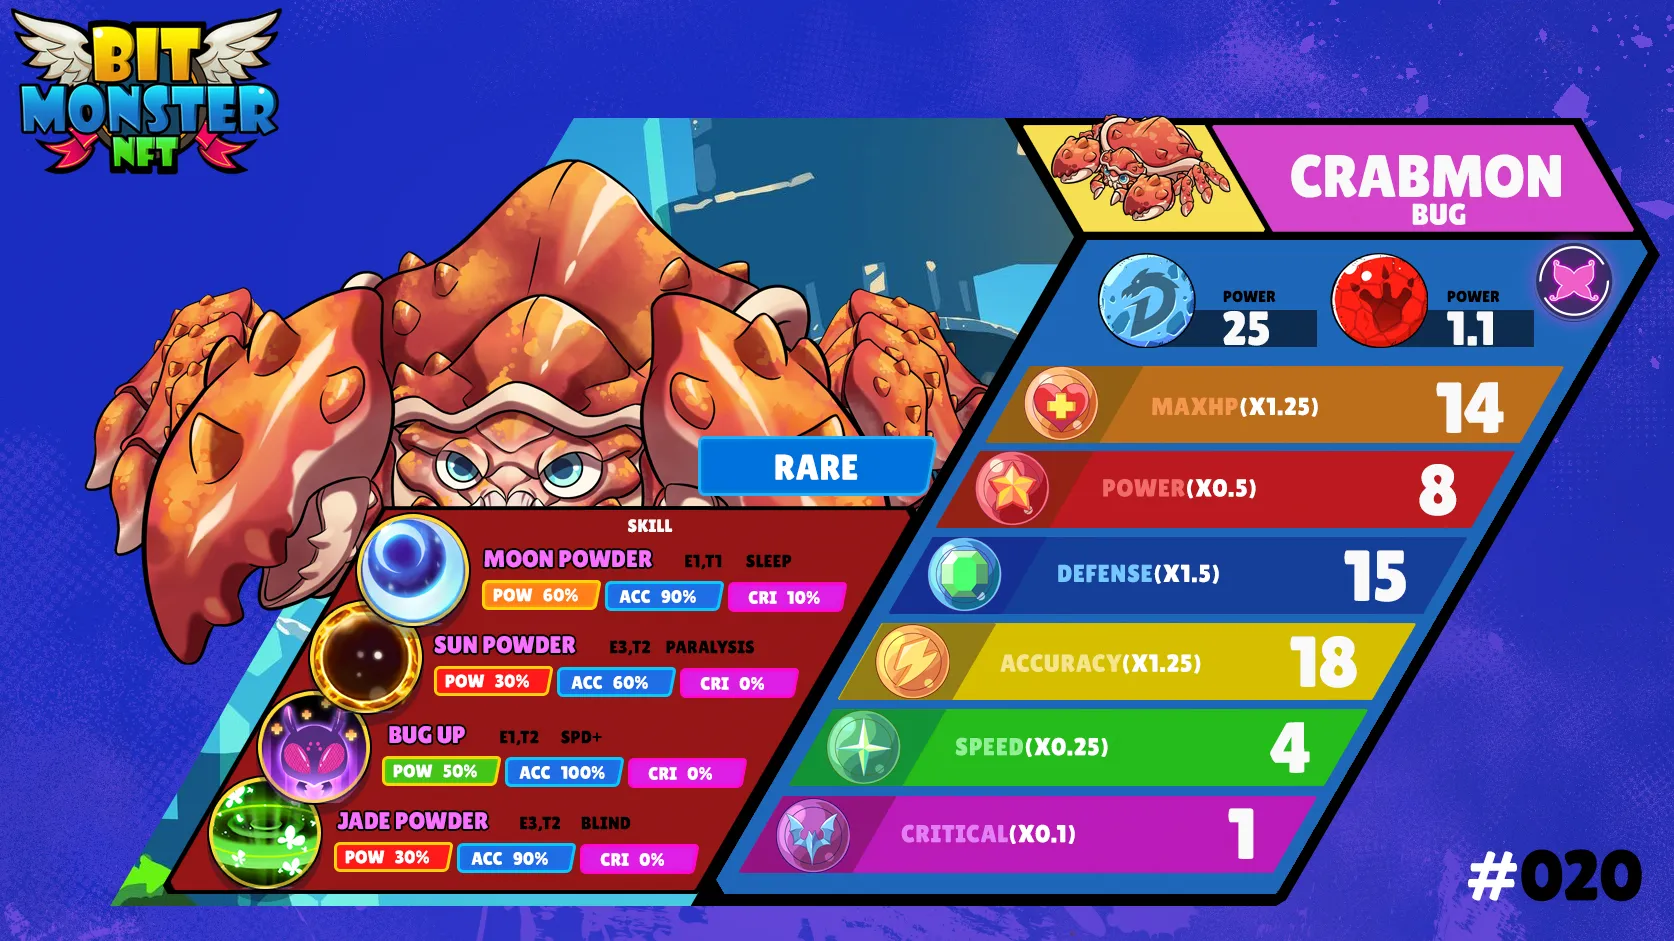 BIT
MONSTER
NFT
CRABMON
BUG
POWER
25
POWER
1.1
MAXHP(X1.25) 14
POWER(X0.5) 8
DEFENSE(X1.5) 15
ACCURACY(X1.25) 18
SPEED(X0.25) 4
CRITICAL(X0.1) 1
RARE
SKILL
MOON POWDER E1,T1 SLEEP
POW 60% ACC 90% CRI 10%
SUN POWDER E3,T2 PARALYSIS
POW 30% ACC 60% CRI 0%
BUG UP E1,T2 SPD+
POW 50% ACC 100% CRI 0%
JADE POWDER E3,T2 BLIND
POW 30% ACC 90% CRI 0%
#020